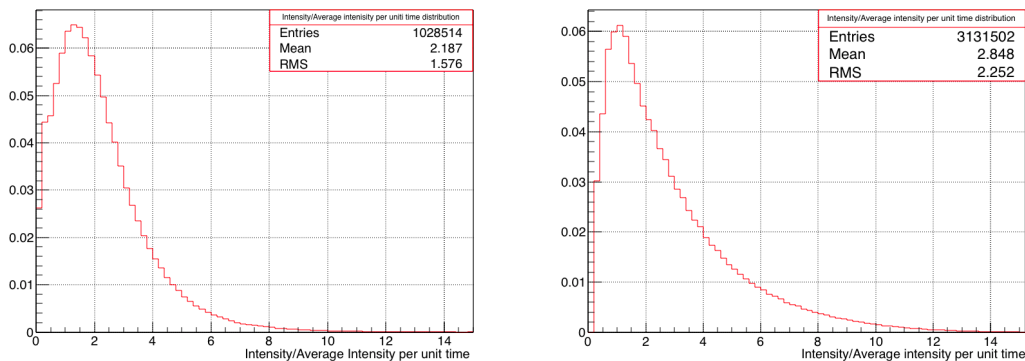 Intensity/Average intenisity per uniti time distribution
Entries 1028514
Mean 2.187
RMS 1.576
0.06
0.05
0.04
0.03
0.02
0.01
0
0 2 4 6 8 10 12 14
Intensity/Average Intensity per unit time
Intensity/Average intensity per unit time distribution
Entries 3131502
Mean 2.848
RMS 2.252
0.06
0.05
0.04
0.03
0.02
0.01
0
0 2 4 6 8 10 12 14
Intensity/Average intensity per unit time